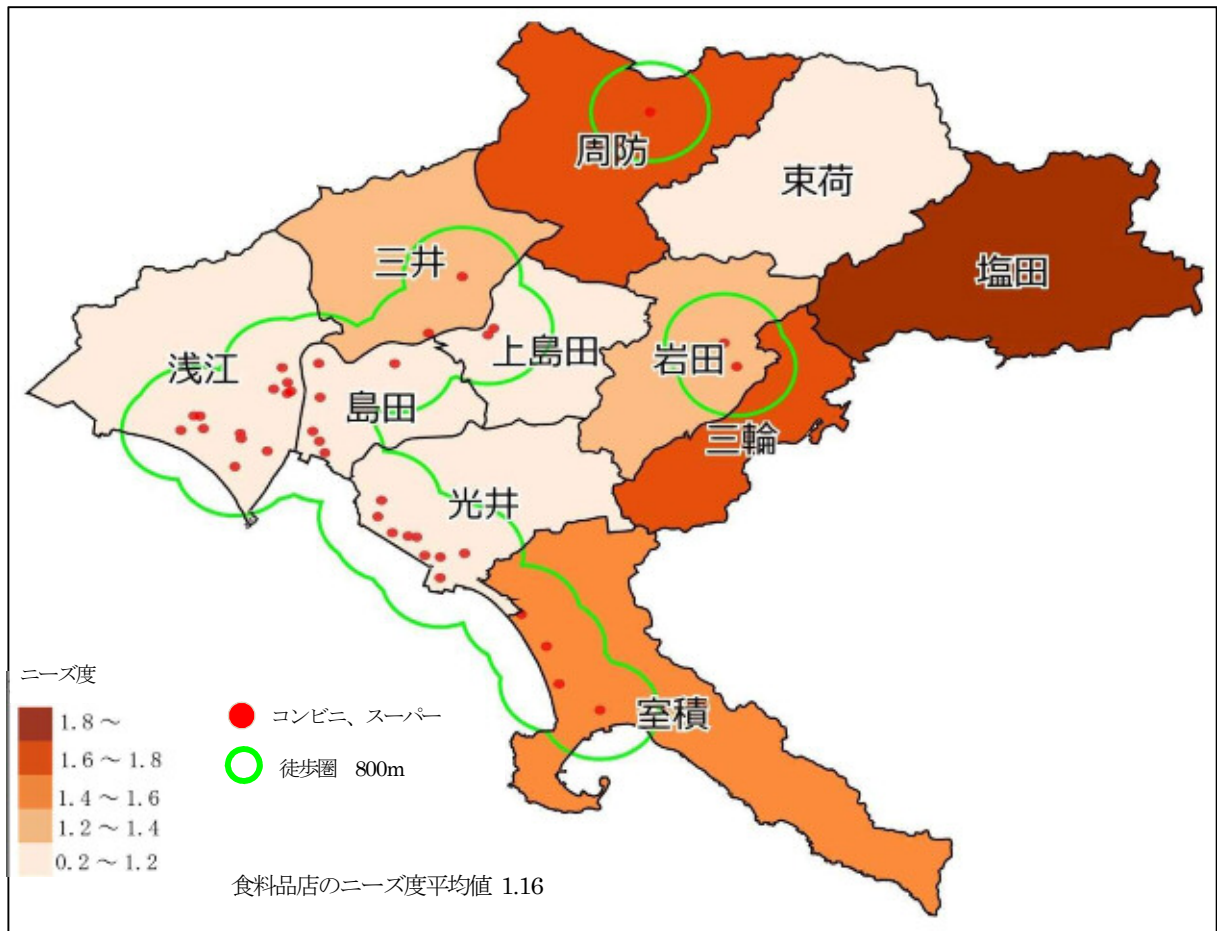 周防
束荷
塩田
三井
上島田
岩田
浅江
島田
三輪
光井
室積
ニーズ度
1.8 ～
1.6 ～ 1.8
1.4 ～ 1.6
1.2 ～ 1.4
0.2 ～ 1.2
コンビニ、スーパー
徒歩圏 800m
食料品店のニーズ度平均値 1.16